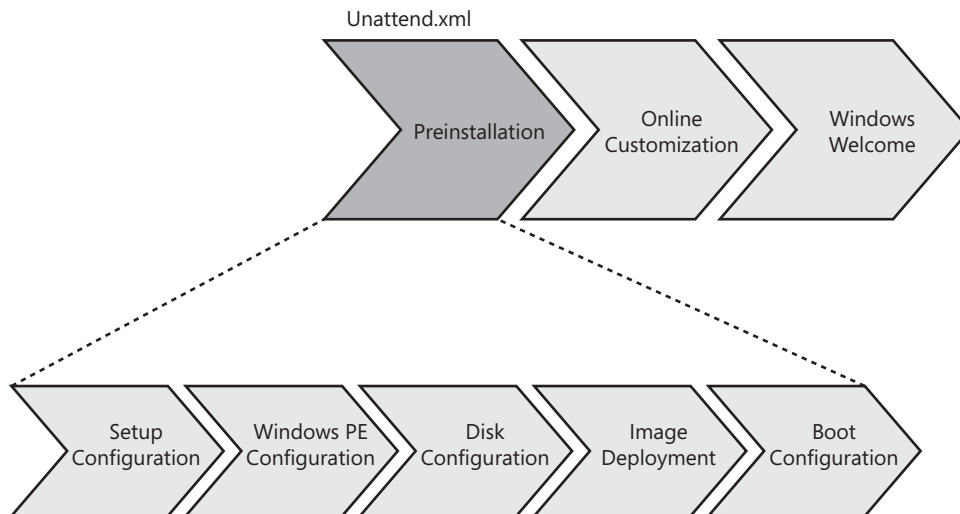 Unattend.xml
Preinstallation
Online
Customization
Windows
Welcome
Setup
Configuration
Windows PE
Configuration
Disk
Configuration
Image
Deployment
Boot
Configuration